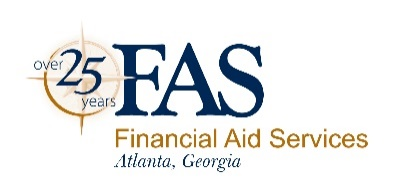 over 25 years
FAS
Financial Aid Services
Atlanta, Georgia